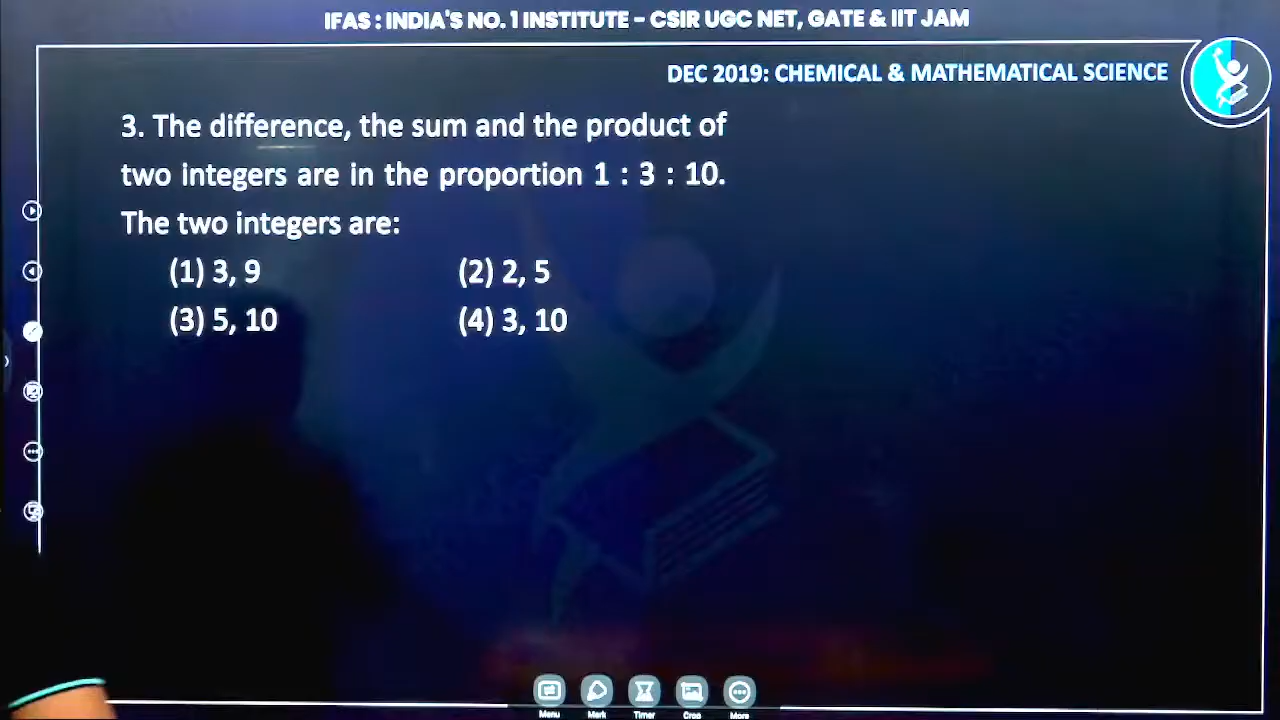 IFAS : INDIA'S NO. 1 INSTITUTE – CSIR UGC NET, GATE & IIT JAM
DEC 2019: CHEMICAL & MATHEMATICAL SCIENCE
3. The difference, the sum and the product of
two integers are in the proportion 1 : 3 : 10.
The two integers are:
(1) 3, 9 (2) 2, 5
(3) 5, 10 (4) 3, 10
Menu Mark Timer Crop More